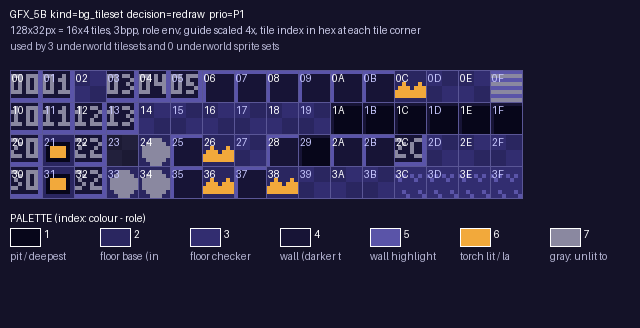 GFX_5B kind=bg_tileset decision=redraw prio=P1
128x32px = 16x4 tiles, 3bpp, role env; guide scaled 4x, tile index in hex at each tile corner
used by 3 underworld tilesets and 0 underworld sprite sets
00 01 02 03 04 05 06 07 08 09 0A 0B 0C 0D 0E 0F
10 11 12 13 14 15 16 17 18 19 1A 1B 1C 1D 1E 1F
20 21 22 23 24 25 26 27 28 29 2A 2B 2C 2D 2E 2F
30 31 32 33 34 35 36 37 38 39 3A 3B 3C 3D 3E 3F
PALETTE (index: colour - role)
1 2 3 4 5 6 7
pit / deepest floor base (in floor checker wall (darker t wall highlight torch lit / la gray: unlit to